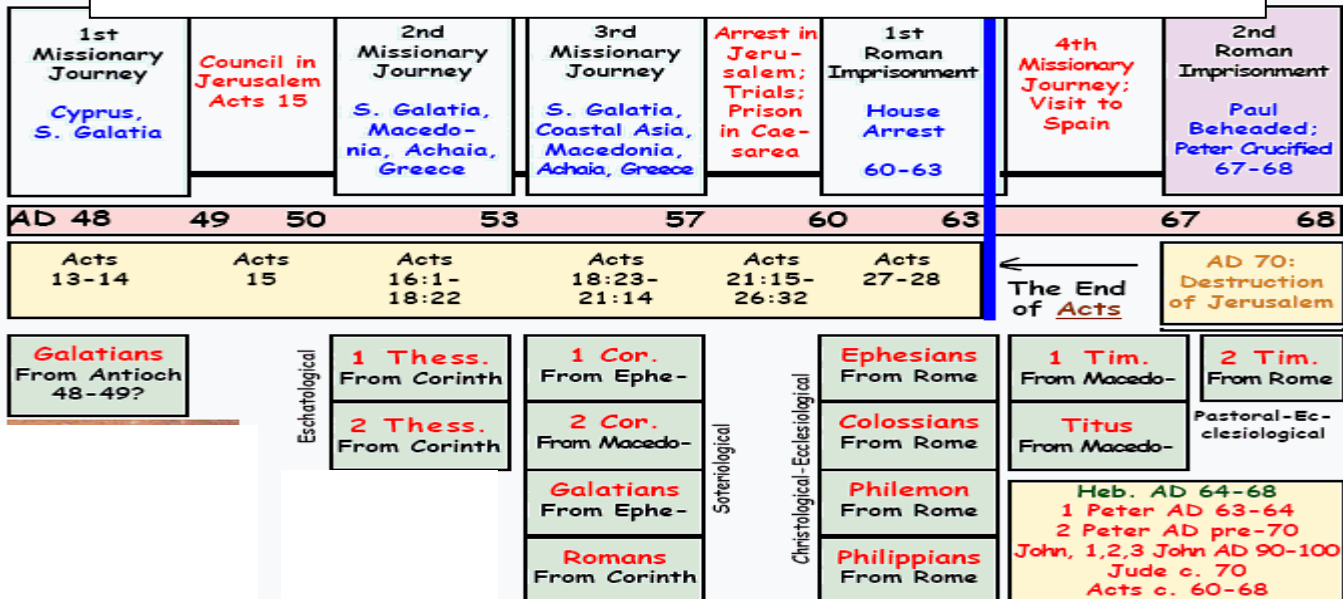 1st
Missionary
Journey
Cyprus,
S. Galatia
Council in
Jerusalem
Acts 15
2nd
Missionary
Journey
S. Galatia,
Macedo-
nia, Achaia,
Greece
3rd
Missionary
Journey
S. Galatia,
Coastal Asia,
Macedonia,
Achaia, Greece
Arrest in
Jeru-
salem;
Trials;
Prison
in Cae-
sarea
1st
Roman
Imprisonment
House
Arrest
60-63
4th
Missionary
Journey;
Visit to
Spain
2nd
Roman
Imprisonment
Paul
Beheaded;
Peter Crucified
67-68
AD 48 49 50 53 57 60 63 67 68
Acts
13-14
Acts
15
Acts
16:1-
18:22
Acts
18:23-
21:14
Acts
21:15-
26:32
Acts
27-28
The End
of Acts
AD 70:
Destruction
of Jerusalem
Galatians
From Antioch
48-49?
Eschatological
1 Thess.
From Corinth
2 Thess.
From Corinth
1 Cor.
From Ephe-
2 Cor.
From Macedo-
Galatians
From Ephe-
Romans
From Corinth
Soteriological
Christological-Ecclesiological
Ephesians
From Rome
Colossians
From Rome
Philemon
From Rome
Philippians
From Rome
1 Tim.
From Macedo-
Titus
From Macedo-
2 Tim.
From Rome
Pastoral-Ec-
clesiological
Heb. AD 64-68
1 Peter AD 63-64
2 Peter AD pre-70
John, 1,2,3 John AD 90-100
Jude c. 70
Acts c. 60-68